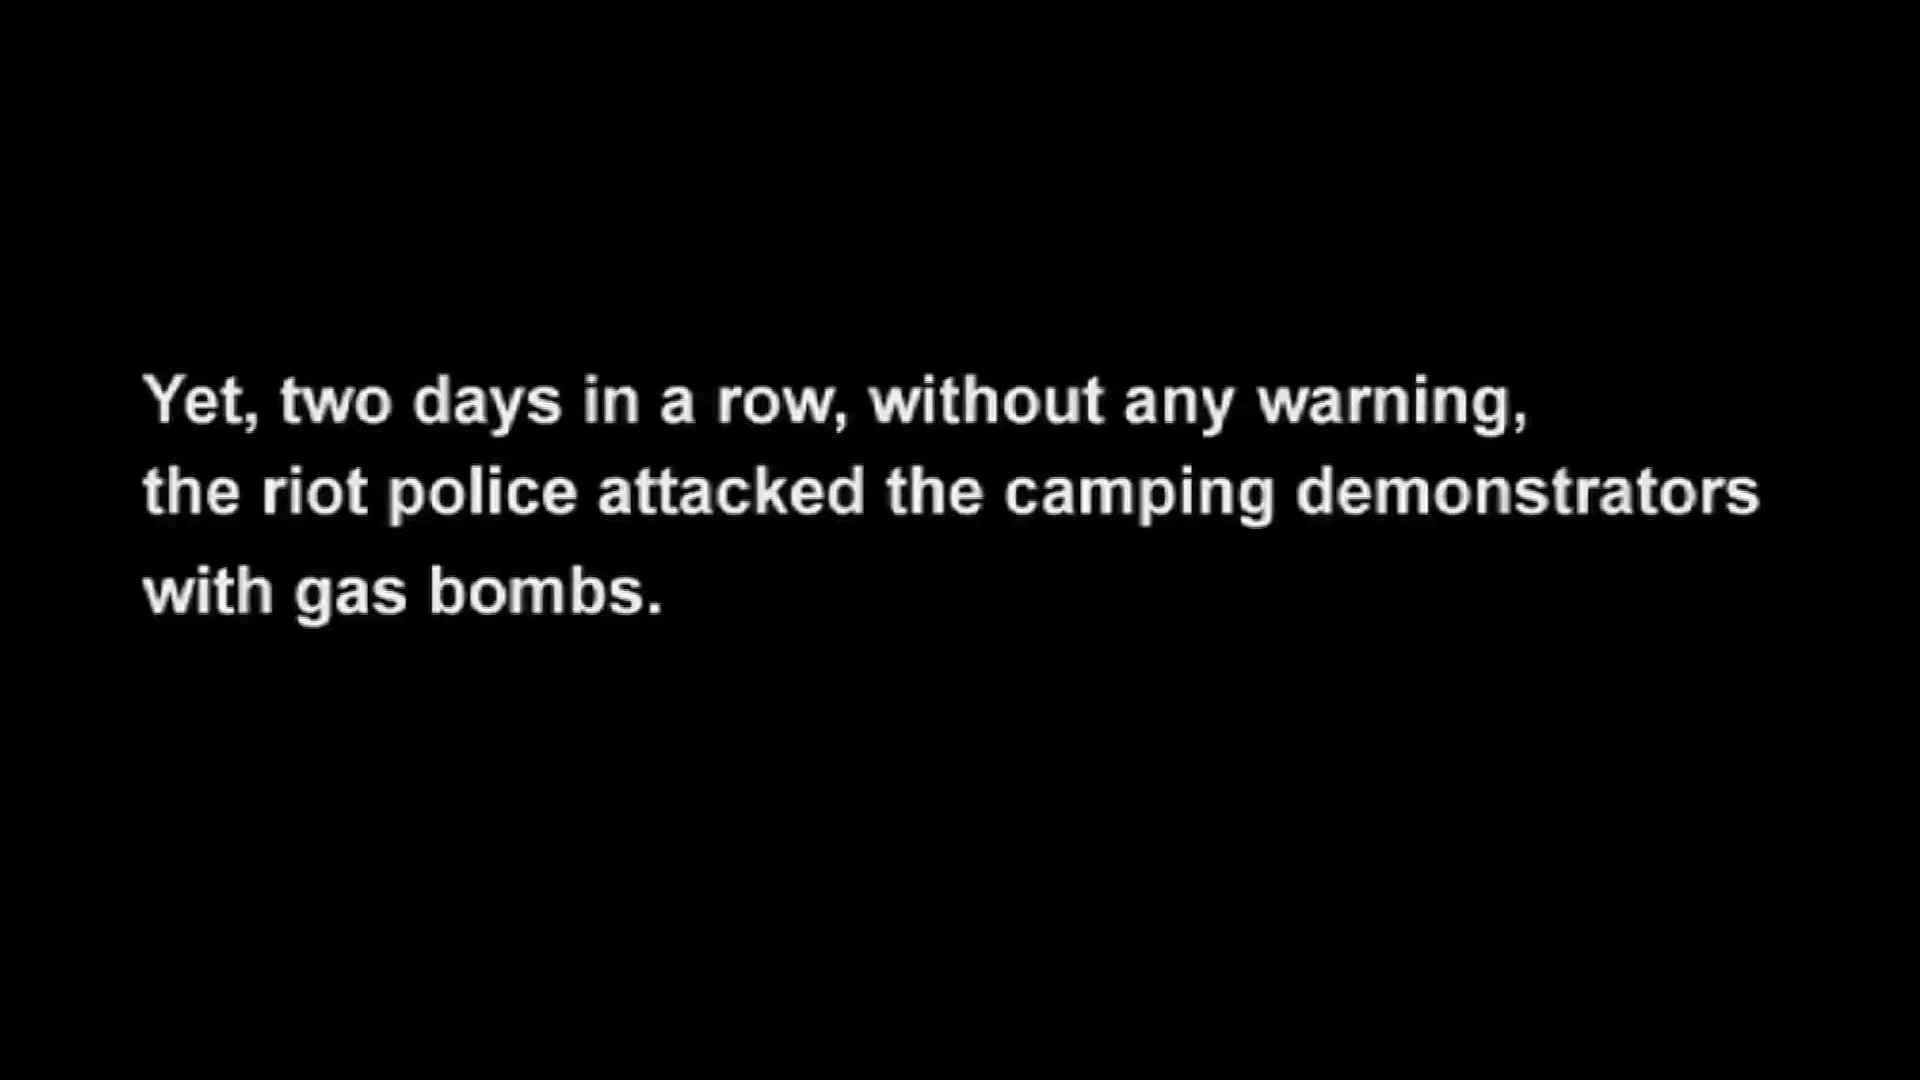 Yet, two days in a row, without any warning,
the riot police attacked the camping demonstrators
with gas bombs.